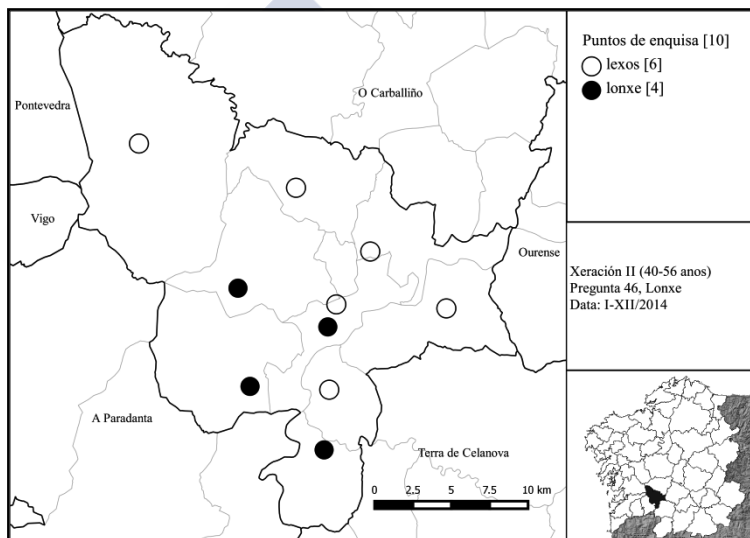 Puntos de enquisa [10]
lexos [6]
lonxe [4]
O Carballiño
Pontevedra
Vigo
Ourense
A Paradanta
Terra de Celanova
0 2,5 5 7,5 10 km
Xeración II (40-56 anos)
Pregunta 46, Lonxe
Data: I-XII/2014